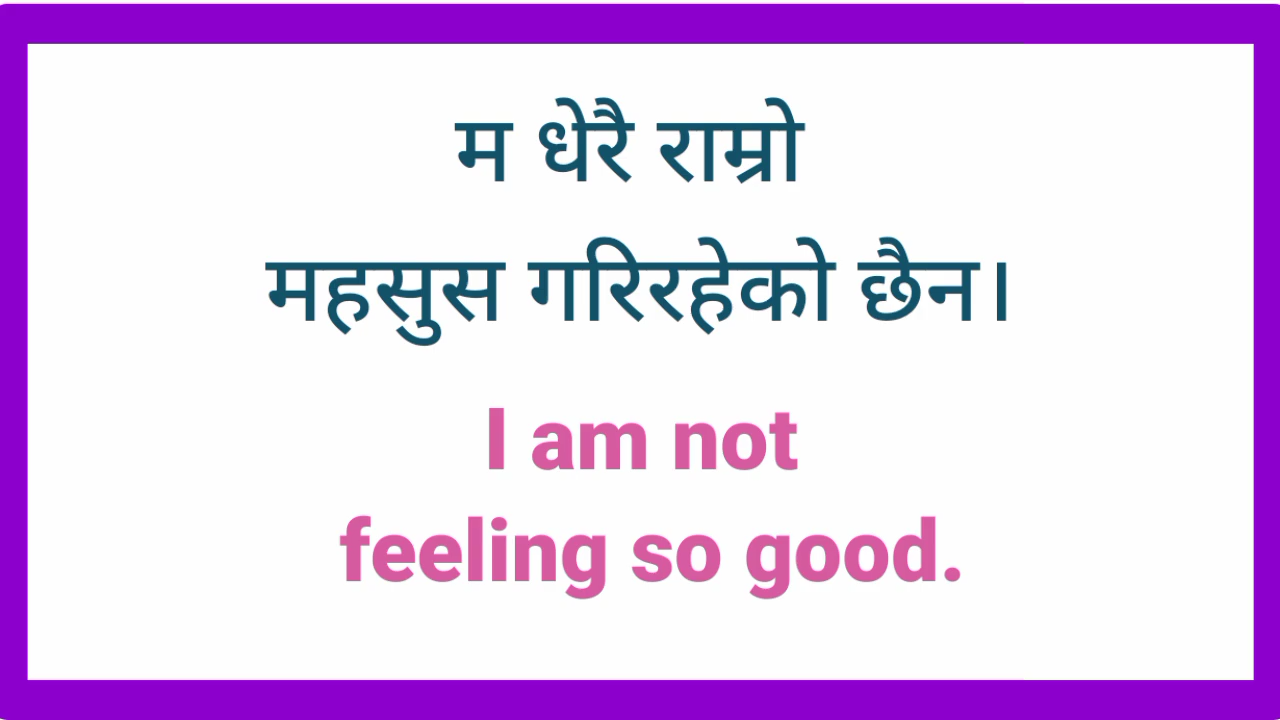 म धेरै राम्रो
महसुस गरिरहेको छैन।
I am not
feeling so good.